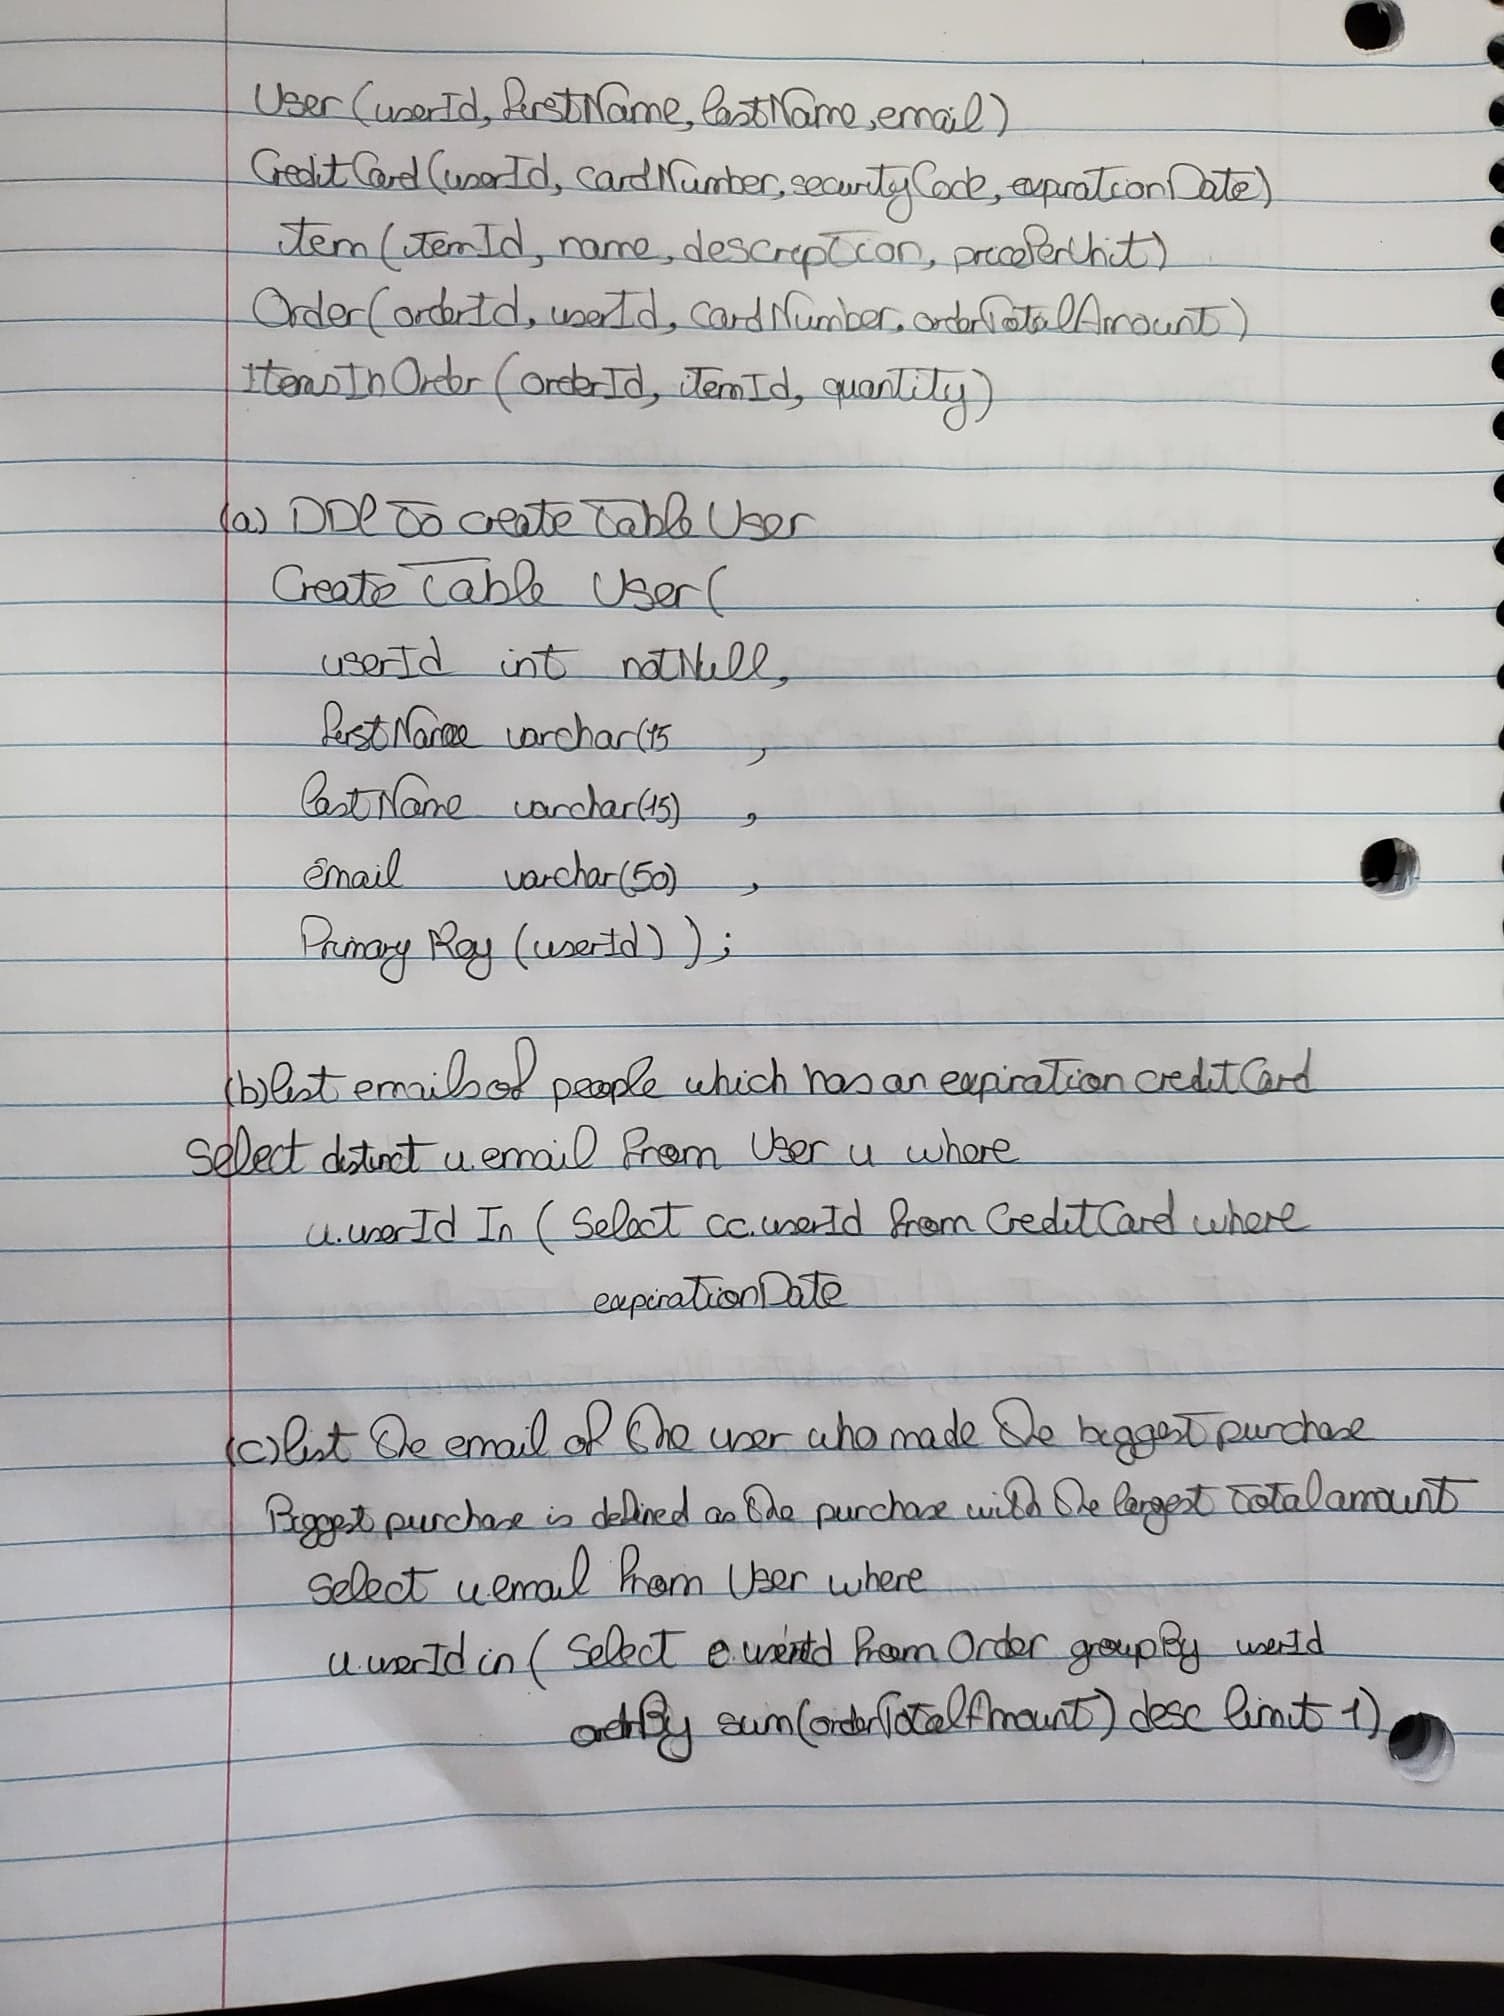 User (userId, firstName, lastName, email)
CreditCard (userId, cardNumber, securityCode, expirationDate)
Item (itemId, name, description, pricePerUnit)
Order (orderId, userId, cardNumber, orderTotalAmount)
ItemsInOrder (orderId, itemId, quantity)
(a) DDl to create table User
Create Table User (
userId int notNull,
firstName varchar(15 ,
lastName varchar(15) ,
email varchar(50) ,
Primary Key (userId) ) ;
(b) list emails of people which has an expiration creditCard
Select distinct u.email from User u where
u.userId In ( Select cc.userId from CreditCard where
expirationDate
(c) list the email of the user who made the biggest purchase
Biggest purchase is defined as the purchase with the largest total amount
select u.email from User where
u.userId in ( Select o.userId from Order groupBy userId
orderBy sum(orderTotalAmount) desc limit 1)